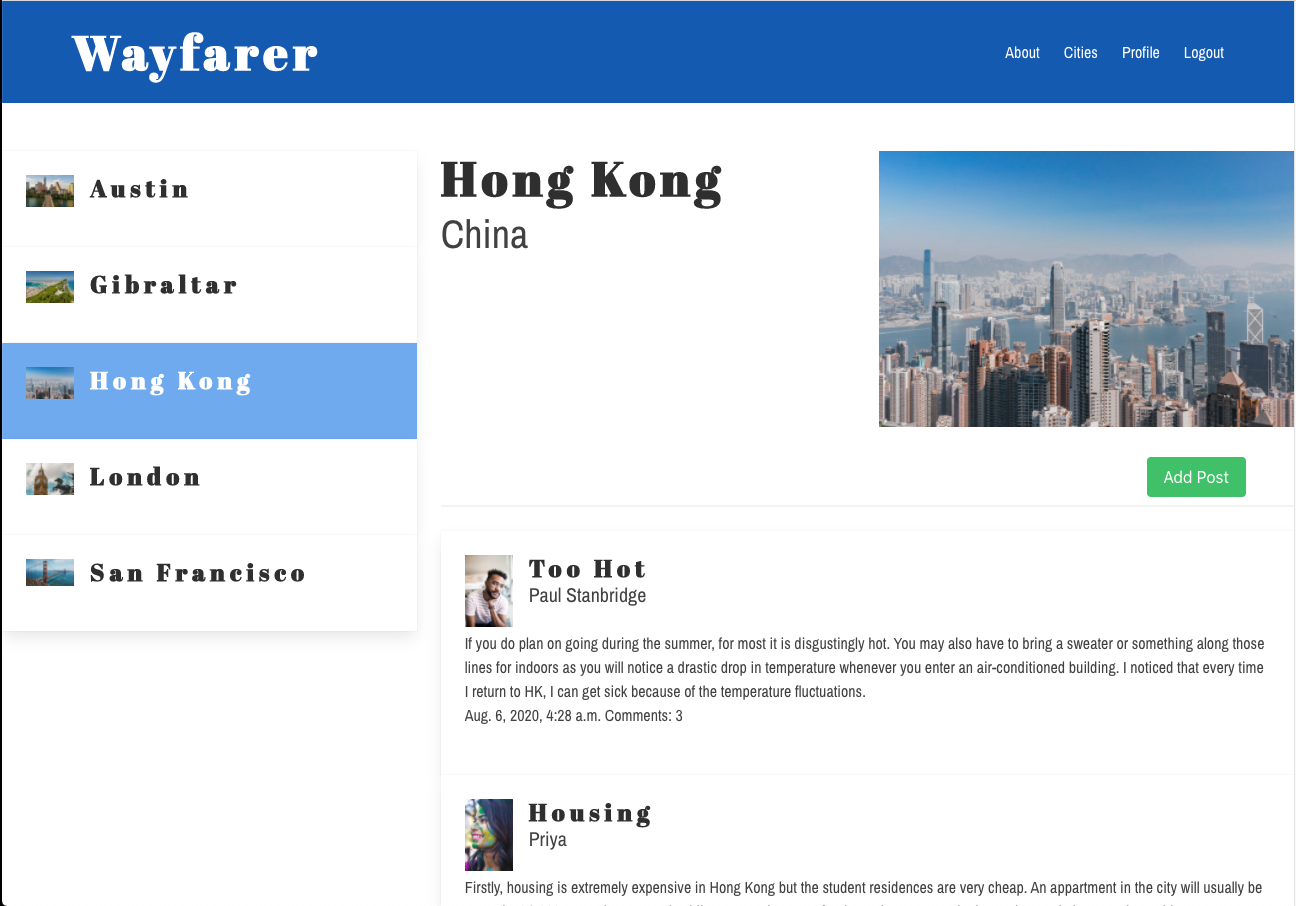 Wayfarer
About Cities Profile Logout
Austin
Gibraltar
Hong Kong
London
San Francisco
Hong Kong
China
Add Post
Too Hot
Paul Stanbridge
If you do plan on going during the summer, for most it is disgustingly hot. You may also have to bring a sweater or something along those
lines for indoors as you will notice a drastic drop in temperature whenever you enter an air-conditioned building. I noticed that every time
I return to HK, I can get sick because of the temperature fluctuations.
Aug. 6, 2020, 4:28 a.m. Comments: 3
Housing
Priya
Firstly, housing is extremely expensive in Hong Kong but the student residences are very cheap. An appartment in the city will usually be